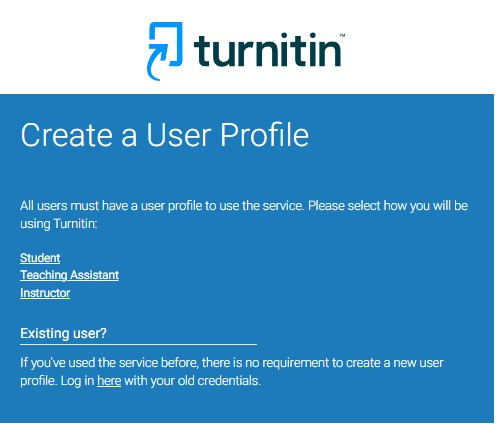 turnitin™
Create a User Profile
All users must have a user profile to use the service. Please select how you will be
using Turnitin:
Student
Teaching Assistant
Instructor
Existing user?
If you've used the service before, there is no requirement to create a new user
profile. Log in here with your old credentials.